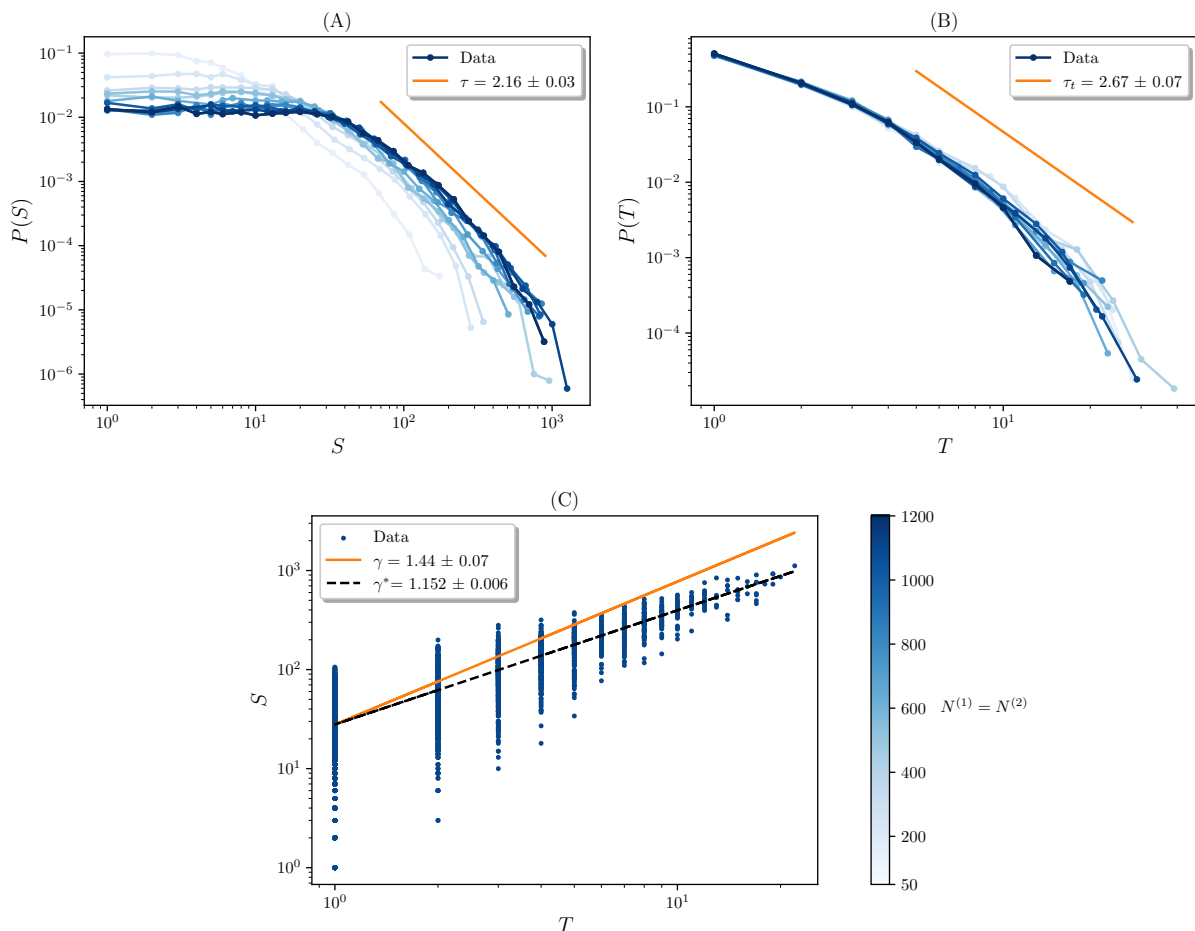 (A)
P(S)
10^{-1}
10^{-2}
10^{-3}
10^{-4}
10^{-5}
10^{-6}
Data
τ = 2.16 ± 0.03
10^0
10^1
10^2
10^3
S
(B)
P(T)
10^{-1}
10^{-2}
10^{-3}
10^{-4}
Data
τ_t = 2.67 ± 0.07
10^0
10^1
T
(C)
S
10^3
10^2
10^1
10^0
Data
γ = 1.44 ± 0.07
γ* = 1.152 ± 0.006
10^0
10^1
T
1200
1000
800
600
400
200
50
N^{(1)} = N^{(2)}